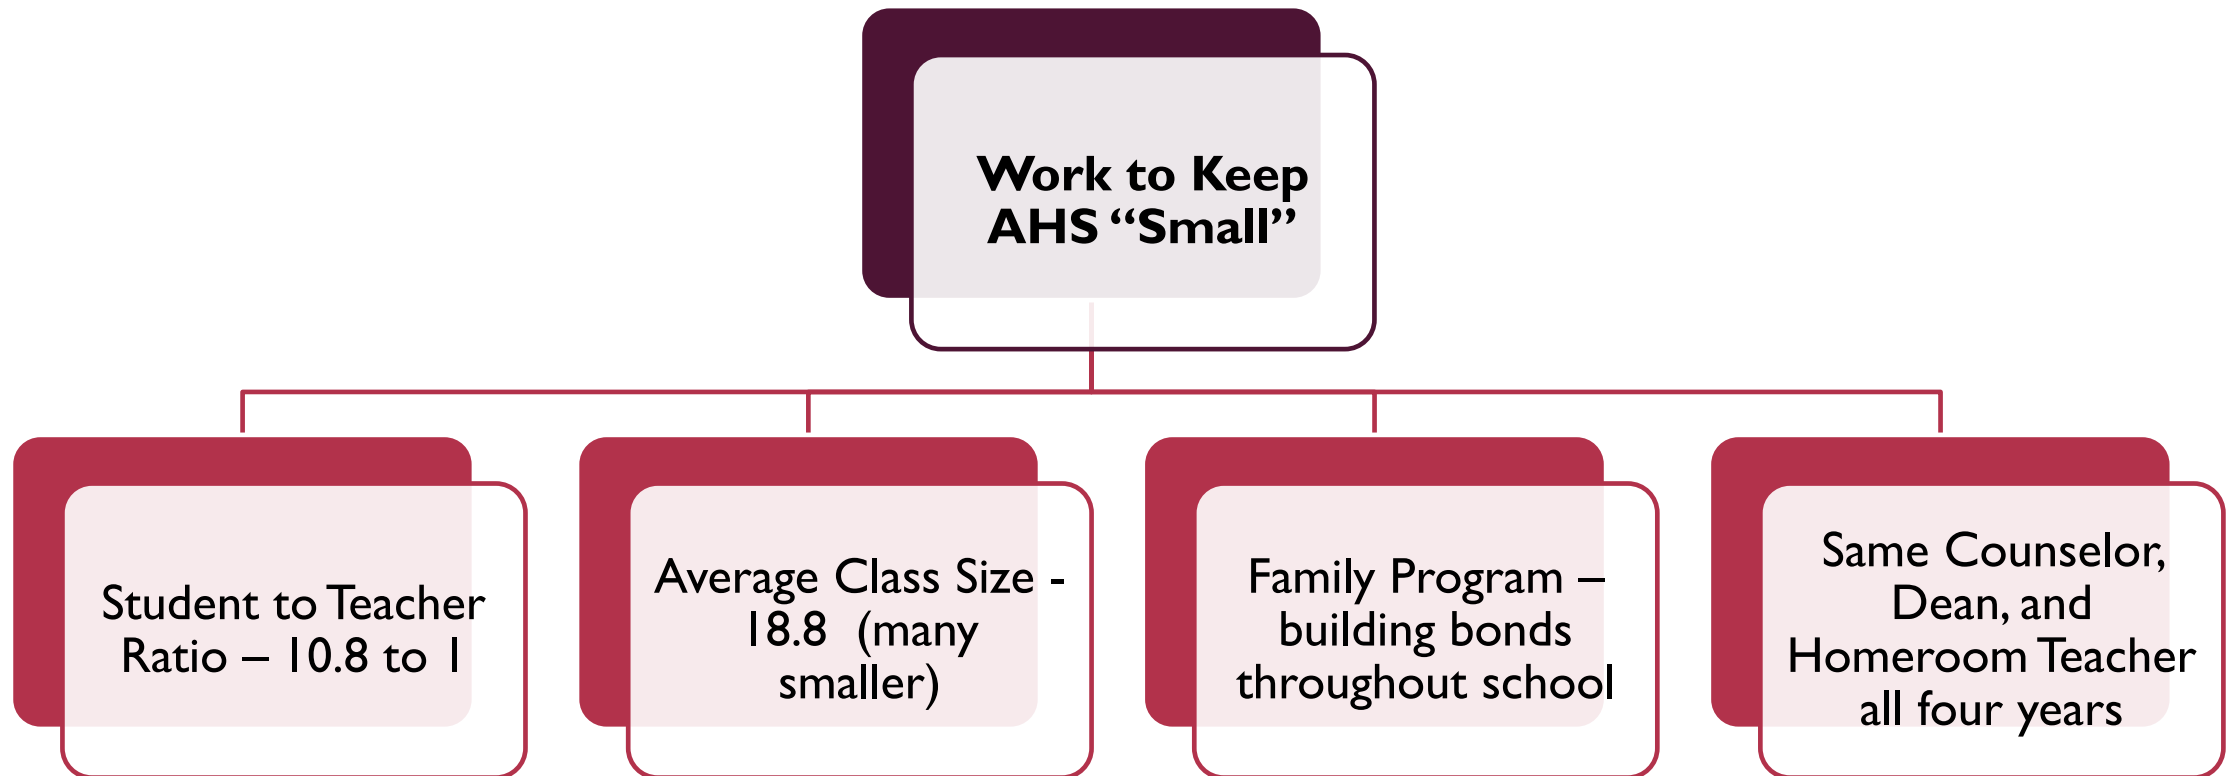 Work to Keep
AHS “Small”
Student to Teacher
Ratio – 10.8 to 1
Average Class Size -
18.8  (many
smaller)
Family Program –
building bonds
throughout school
Same Counselor,
Dean, and
Homeroom Teacher
all four years